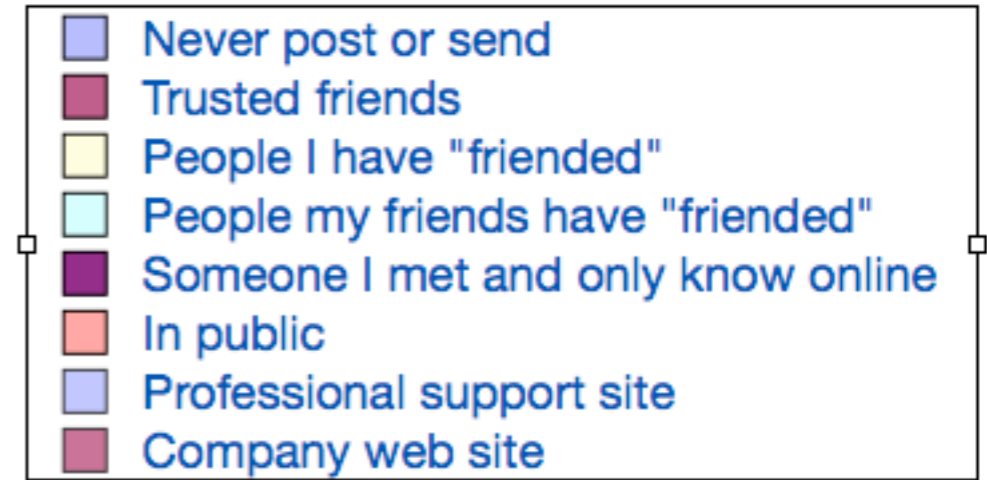 Never post or send
Trusted friends
People I have "friended"
People my friends have "friended"
Someone I met and only know online
In public
Professional support site
Company web site